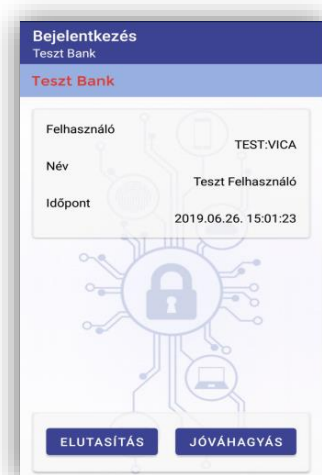 Bejelentkezés
Teszt Bank
Teszt Bank
Felhasználó
TEST:VICA
Név
Teszt Felhasználó
Időpont
2019.06.26. 15:01:23
ELUTASÍTÁS
JÓVÁHAGYÁS